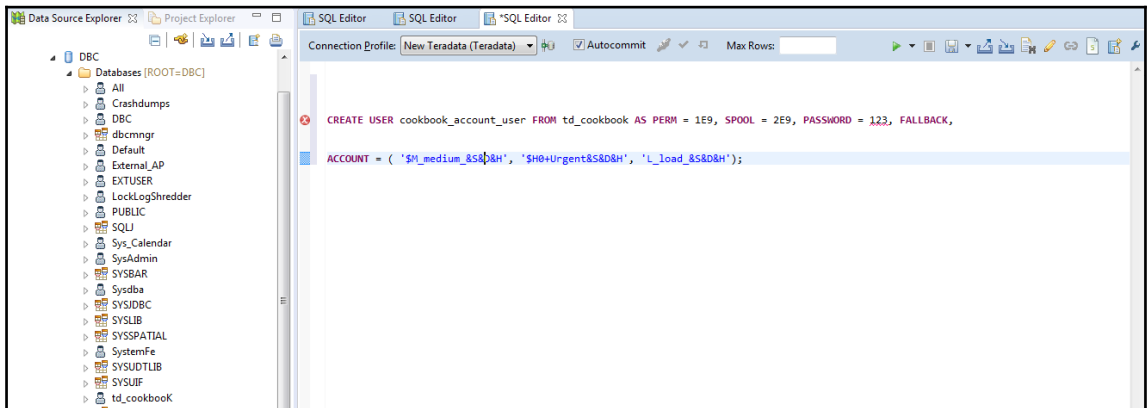 Data Source Explorer
Project Explorer
SQL Editor
SQL Editor
*SQL Editor
Connection Profile: New Teradata (Teradata)
Autocommit
Max Rows:
DBC
Databases [ROOT=DBC]
All
Crashdumps
DBC
dbcmngr
Default
External_AP
EXTUSER
LockLogShredder
PUBLIC
SQLJ
Sys_Calendar
SysAdmin
SYSBAR
Sysdba
SYSJDBC
SYSLIB
SYSSPATIAL
SystemFe
SYSUDTLIB
SYSUIF
td_cookbooK
CREATE USER cookbook_account_user FROM td_cookbook AS PERM = 1E9, SPOOL = 2E9, PASSWORD = 123, FALLBACK,
ACCOUNT = ( '$M_medium_&S&D&H', '$H0+Urgent&S&D&H', 'L_load_&S&D&H');